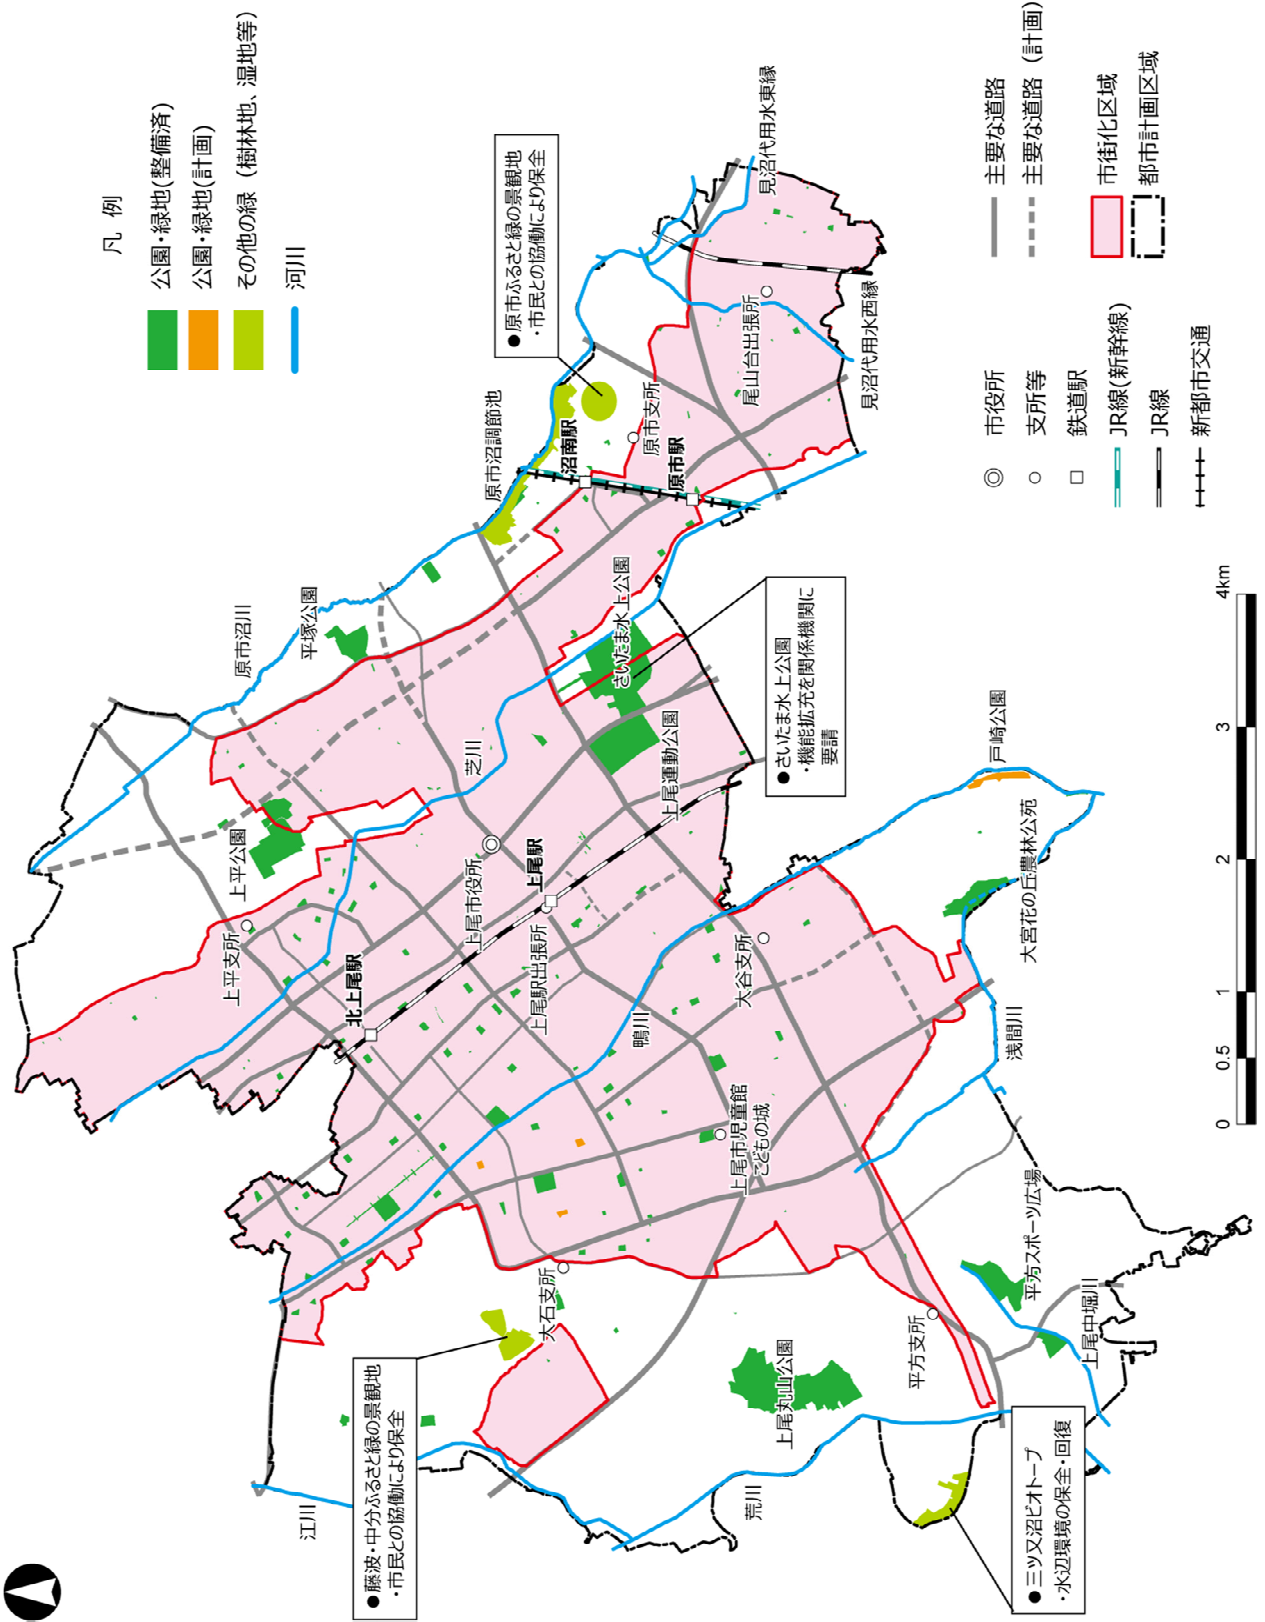 凡 例
公園・緑地(整備済)
公園・緑地(計画)
その他の緑（樹林地、湿地等）
河川
主要な道路
主要な道路（計画）
市街化区域
都市計画区域
市役所
支所等
鉄道駅
JR線(新幹線)
JR線
新都市交通
●原市ふるさと緑の景観地
・市民との協働により保全
●さいたま水上公園
・機能拡充を関係機関に
要請
●藤波・中分ふるさと緑の景観地
・市民との協働により保全
●三ツ又沼ビオトープ
・水辺環境の保全・回復
見沼代用水東縁
見沼代用水西縁
尾山台出張所
原市支所
原市沼調節池
沼南駅
原市駅
さいたま水上公園
原市沼川
平塚公園
芝川
上尾運動公園
戸崎公園
上平公園
上平支所
上尾市役所
上尾駅
上尾駅出張所
北上尾駅
大谷支所
大宮花の丘農林公苑
鴨川
浅間川
上尾市児童館
こどもの城
平方スポーツ広場
上尾中堀川
大石支所
平方支所
上尾丸山公園
荒川
江川
0 0.5 1 2 3 4km